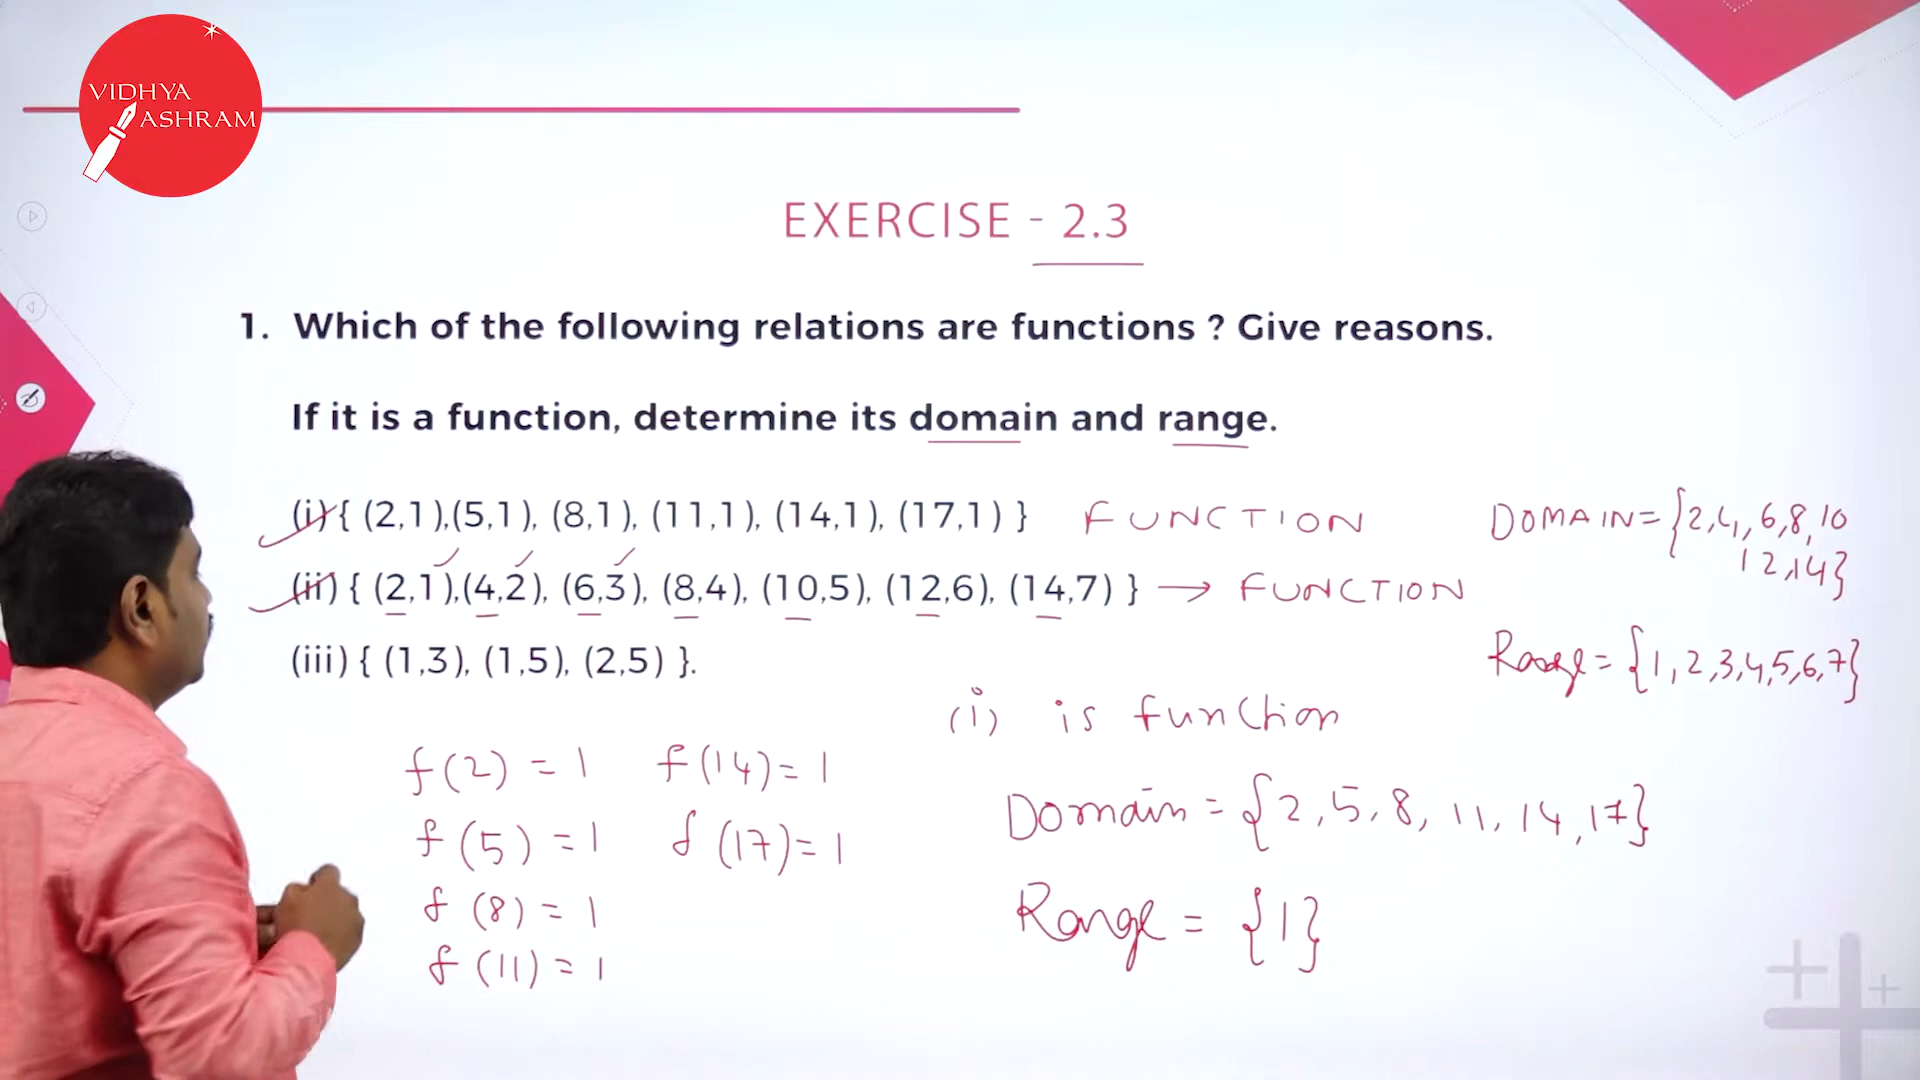 VIDHYA
ASHRAM
EXERCISE - 2.3
1. Which of the following relations are functions ? Give reasons.
If it is a function, determine its domain and range.
(i) { (2,1),(5,1), (8,1), (11,1), (14,1), (17,1) } FUNCTION
(ii) { (2,1),(4,2), (6,3), (8,4), (10,5), (12,6), (14,7) } → FUNCTION
(iii) { (1,3), (1,5), (2,5) }.
DOMAIN = {2,4,6,8,10
12,14}
Range = {1,2,3,4,5,6,7}
(i) is function
f(2) = 1 f(14) = 1
f(5) = 1 f(17) = 1
f(8) = 1
f(11) = 1
Domain = {2,5,8,11,14,17}
Range = {1}